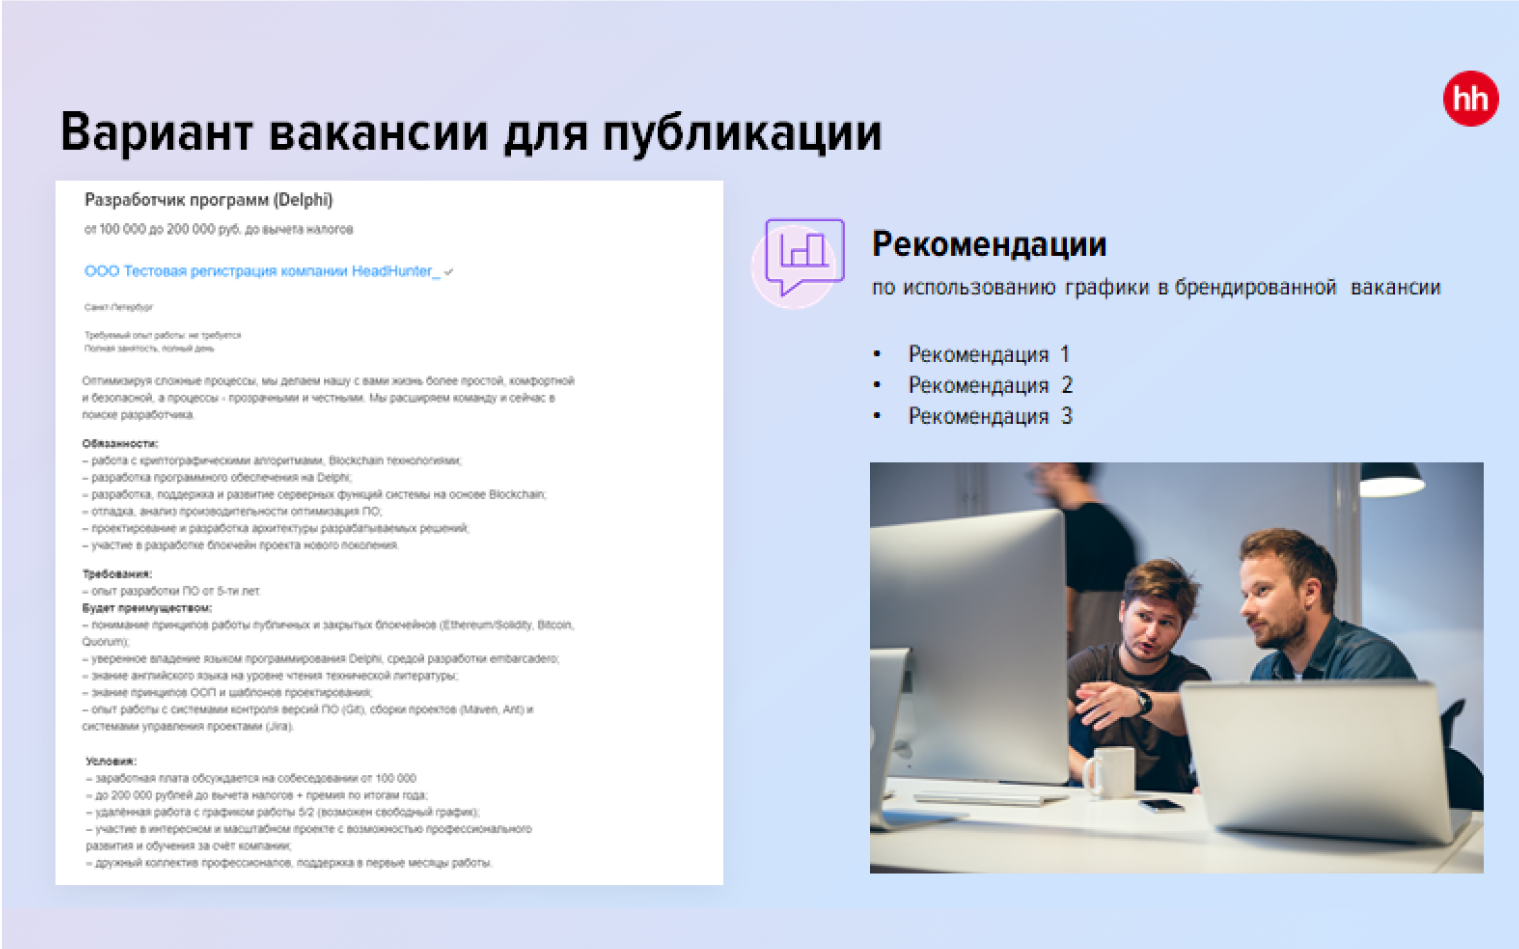 hh
Вариант вакансии для публикации
Разработчик программ (Delphi)
от 100 000 до 200 000 руб. до вычета налогов
ООО Тестовая регистрация компании HeadHunter_
Санкт-Петербург
Требуемый опыт работы: не требуется
Полная занятость, полный день
Оптимизируя сложные процессы, мы делаем нашу с вами жизнь более простой, комфортной
и безопасной, а процессы - прозрачными и честными. Мы расширяем команду и сейчас в
поиске разработчика.
Обязанности:
– работа с криптографическими алгоритмами, Blockchain технологиями;
– разработка программного обеспечения на Delphi;
– разработка, поддержка и развитие серверных функций системы на основе Blockchain;
– отладка, анализ производительности оптимизация ПО;
– проектирование и разработка архитектуры разрабатываемых решений;
– участие в разработке блокчейн проекта нового поколения.
Требования:
– опыт разработки ПО от 5-ти лет.
Будет преимуществом:
– понимание принципов работы публичных и закрытых блокчейнов (Ethereum/Solidity, Bitcoin,
Quorum);
– уверенное владение языком программирования Delphi, средой разработки embarcadero;
– знание английского языка на уровне чтения технической литературы;
– знание принципов ООП и шаблонов проектирования;
– опыт работы с системами контроля версий ПО (Git), сборки проектов (Maven, Ant) и
системами управления проектами (Jira).
Условия:
– заработная плата обсуждается на собеседовании от 100 000
– до 200 000 рублей до вычета налогов + премия по итогам года;
– удалённая работа с графиком работы 5/2 (возможен свободный график);
– участие в интересном и масштабном проекте с возможностью профессионального
развития и обучения за счёт компании;
– дружный коллектив профессионалов, поддержка в первые месяцы работы.
Рекомендации
по использованию графики в брендированной вакансии
• Рекомендация 1
• Рекомендация 2
• Рекомендация 3